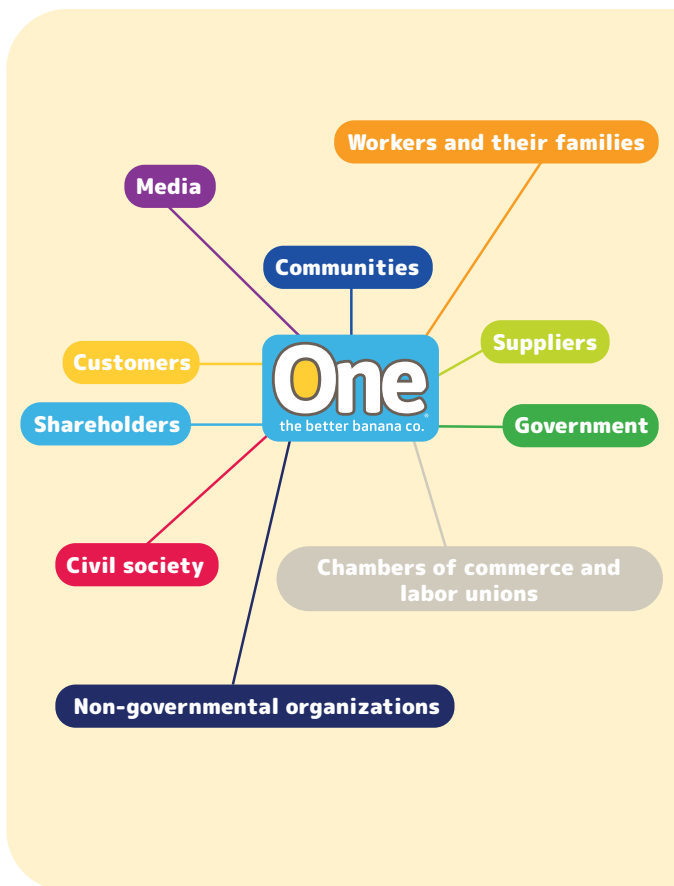 Workers and their families
Media
Communities
Suppliers
Customers
One®
the better banana co.
Shareholders
Government
Civil society
Chambers of commerce and
labor unions
Non-governmental organizations